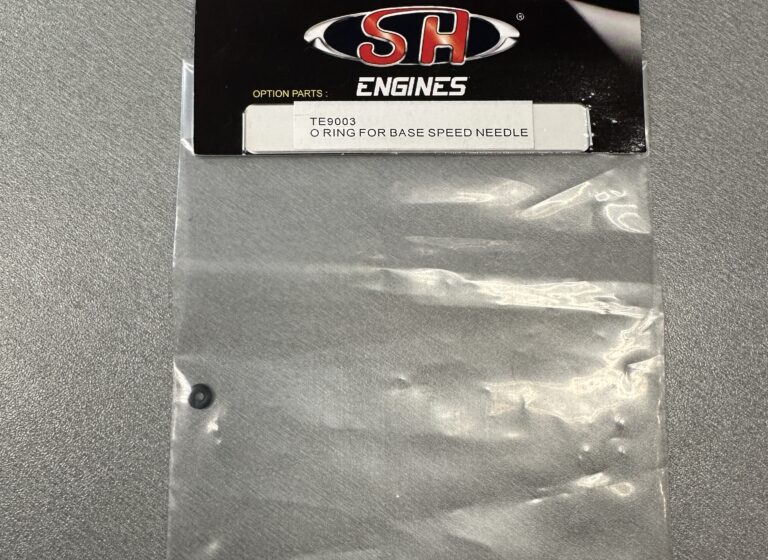 SH ®
ENGINES
OPTION PARTS :
TE9003
O RING FOR BASE SPEED NEEDLE